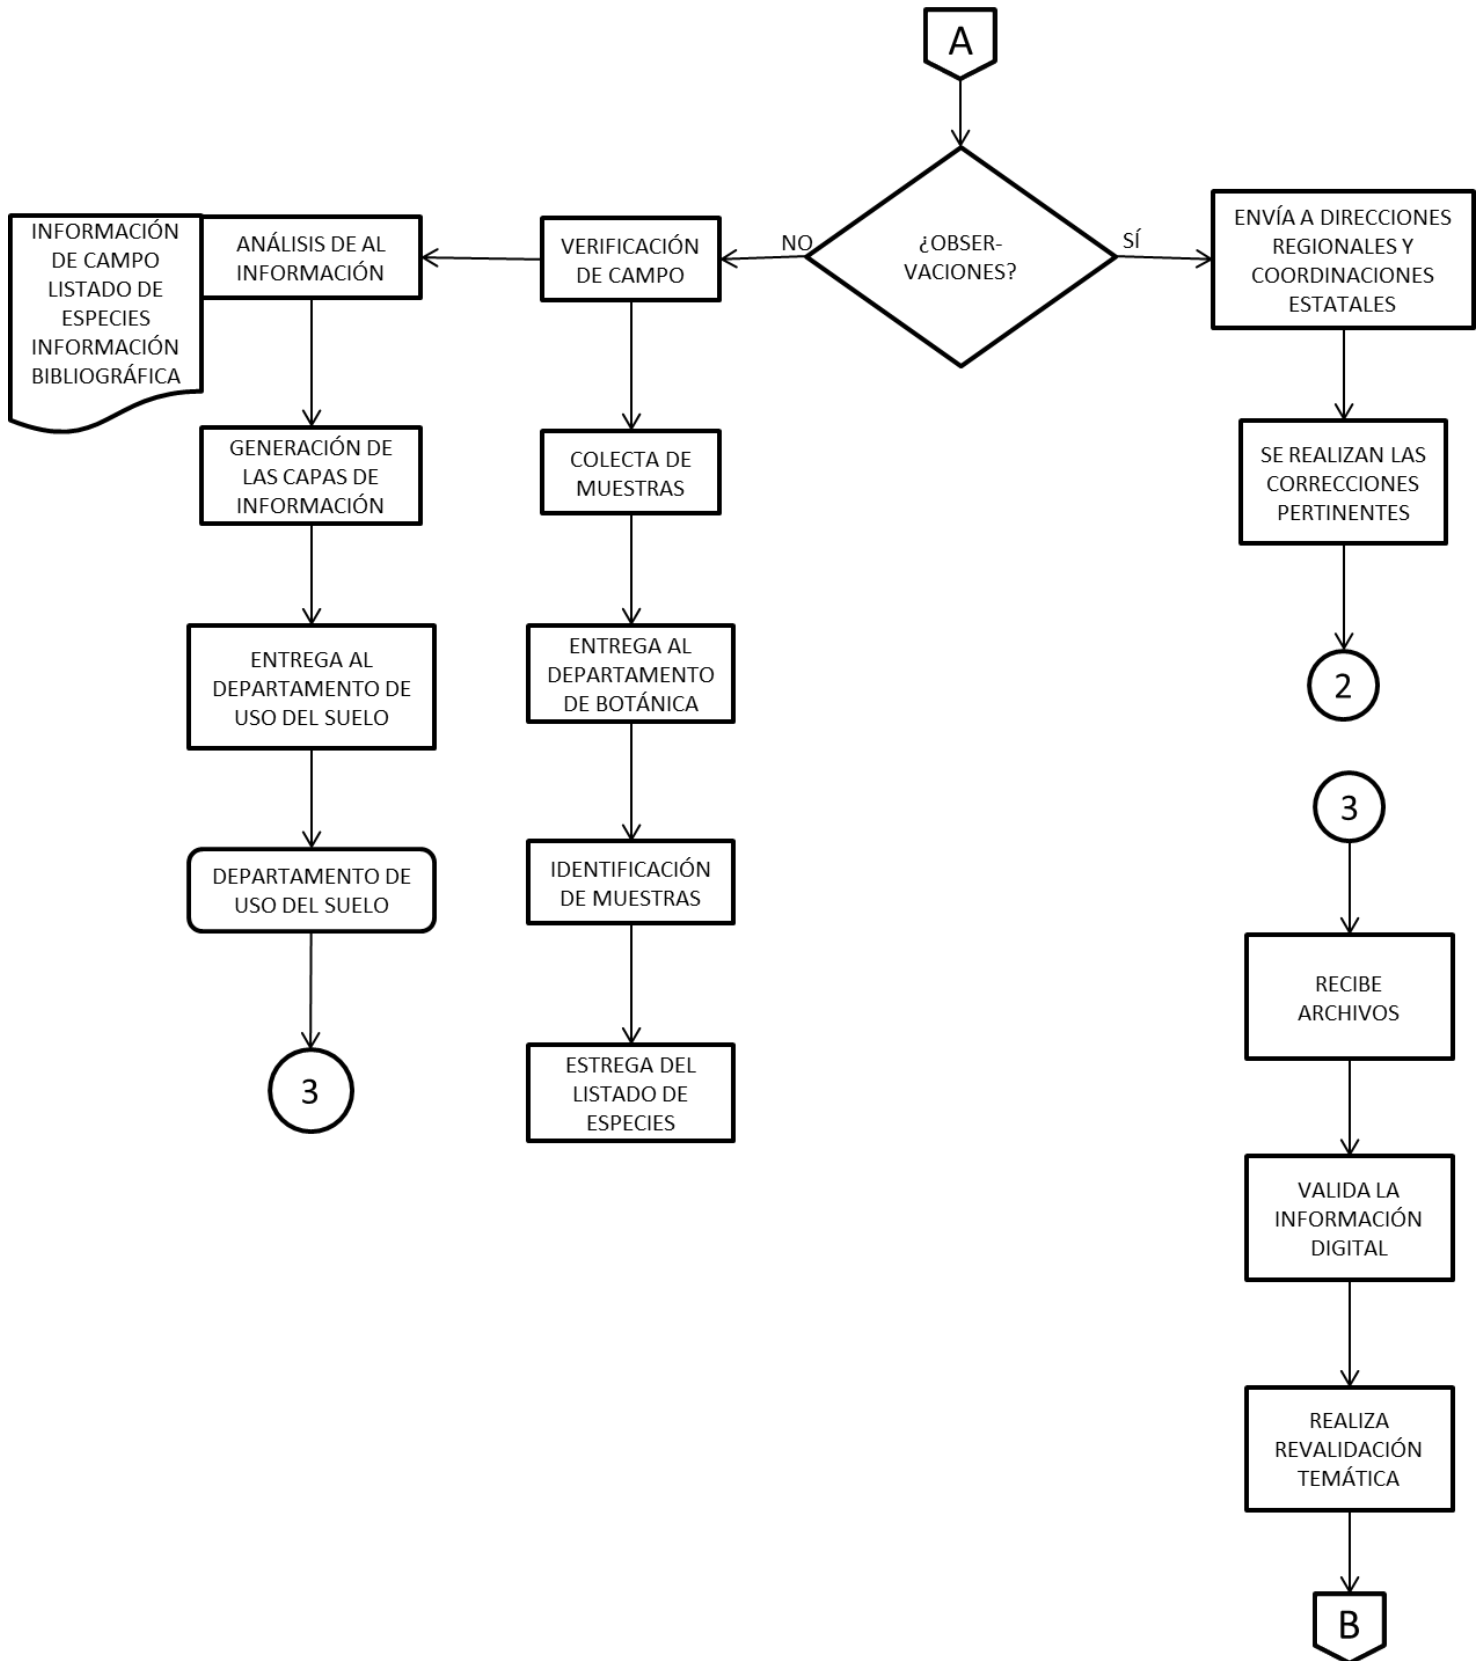 A
¿OBSER-
VACIONES?
NO
SÍ
INFORMACIÓN
DE CAMPO
LISTADO DE
ESPECIES
INFORMACIÓN
BIBLIOGRÁFICA
ANÁLISIS DE AL
INFORMACIÓN
VERIFICACIÓN
DE CAMPO
ENVÍA A DIRECCIONES
REGIONALES Y
COORDINACIONES
ESTATALES
GENERACIÓN DE
LAS CAPAS DE
INFORMACIÓN
COLECTA DE
MUESTRAS
SE REALIZAN LAS
CORRECCIONES
PERTINENTES
ENTREGA AL
DEPARTAMENTO DE
USO DEL SUELO
ENTREGA AL
DEPARTAMENTO
DE BOTÁNICA
2
DEPARTAMENTO DE
USO DEL SUELO
IDENTIFICACIÓN
DE MUESTRAS
3
3
ESTREGA DEL
LISTADO DE
ESPECIES
RECIBE
ARCHIVOS
VALIDA LA
INFORMACIÓN
DIGITAL
REALIZA
REVALIDACIÓN
TEMÁTICA
B